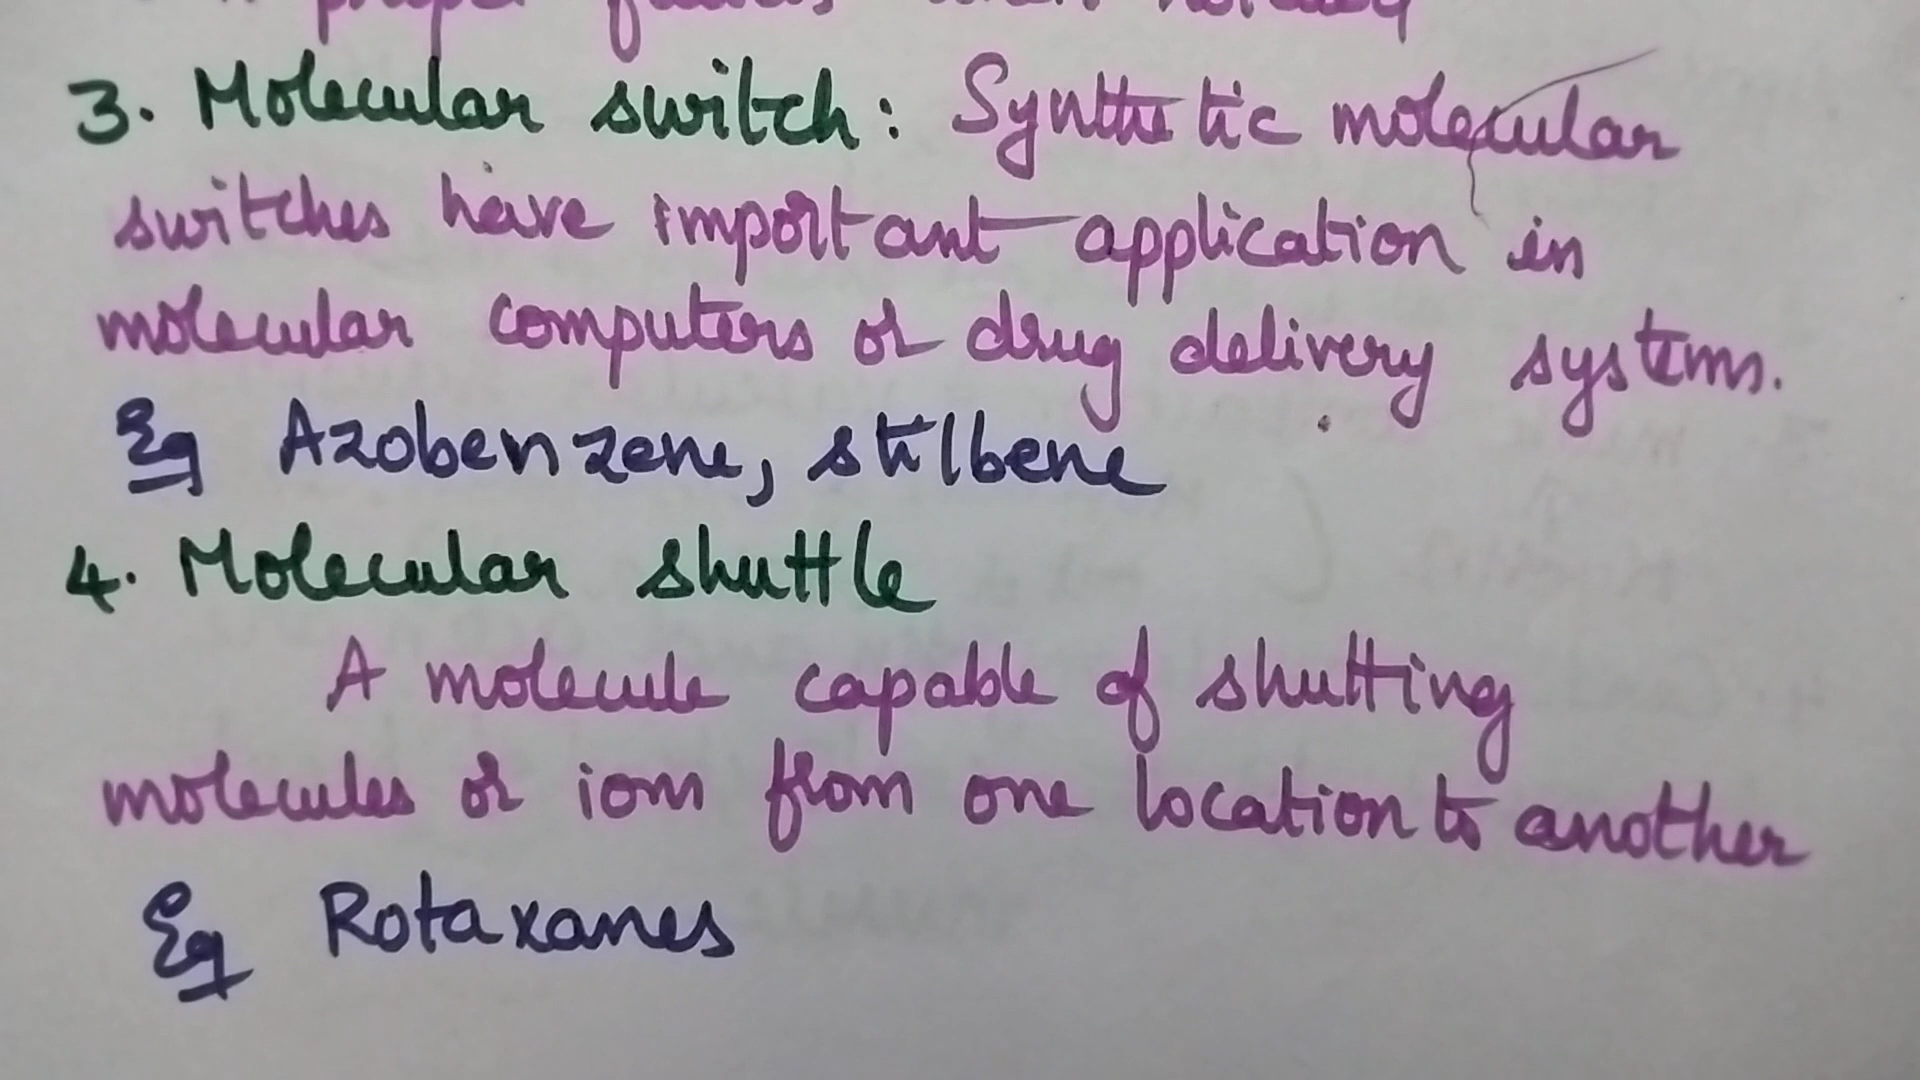 3. Molecular switch: Synthetic molecular
switches have important application in
molecular computers or drug delivery systems.
Eg Azobenzene, stilbene
4. Molecular shuttle
A molecule capable of shutting
molecules or ions from one location to another
Eg Rotaxanes